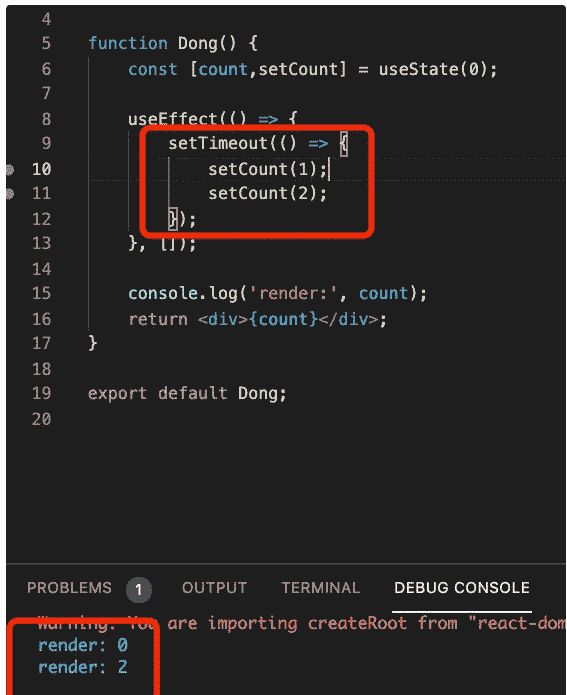 4
5 function Dong() {
6 const [count,setCount] = useState(0);
7
8 useEffect(() => {
9 setTimeout(() => {
10 setCount(1);
11 setCount(2);
12 });
13 }, []);
14
15 console.log('render:', count);
16 return <div>{count}</div>;
17 }
18
19 export default Dong;
20
PROBLEMS 1 OUTPUT TERMINAL DEBUG CONSOLE
Warning: You are importing createRoot from "react-dom
render: 0
render: 2